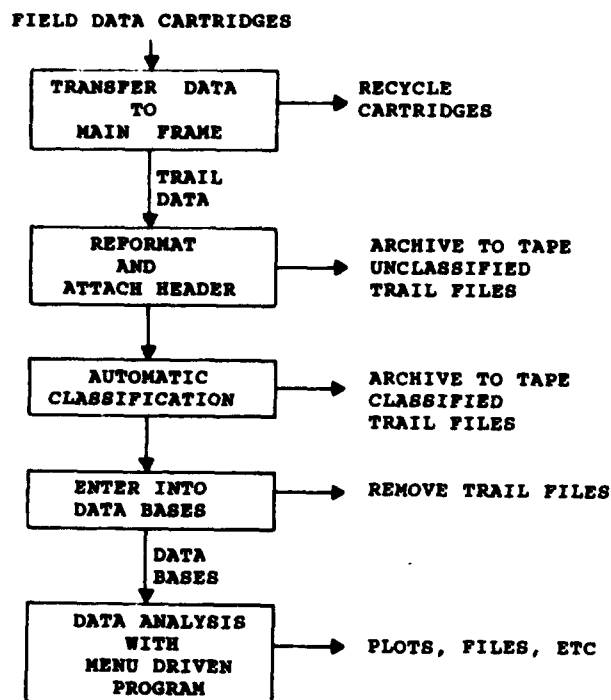 FIELD DATA CARTRIDGES
TRANSFER DATA
TO
MAIN FRAME
RECYCLE
CARTRIDGES
TRAIL
DATA
REFORMAT
AND
ATTACH HEADER
ARCHIVE TO TAPE
UNCLASSIFIED
TRAIL FILES
AUTOMATIC
CLASSIFICATION
ARCHIVE TO TAPE
CLASSIFIED
TRAIL FILES
ENTER INTO
DATA BASES
REMOVE TRAIL FILES
DATA
BASES
DATA ANALYSIS
WITH
MENU DRIVEN
PROGRAM
PLOTS, FILES, ETC